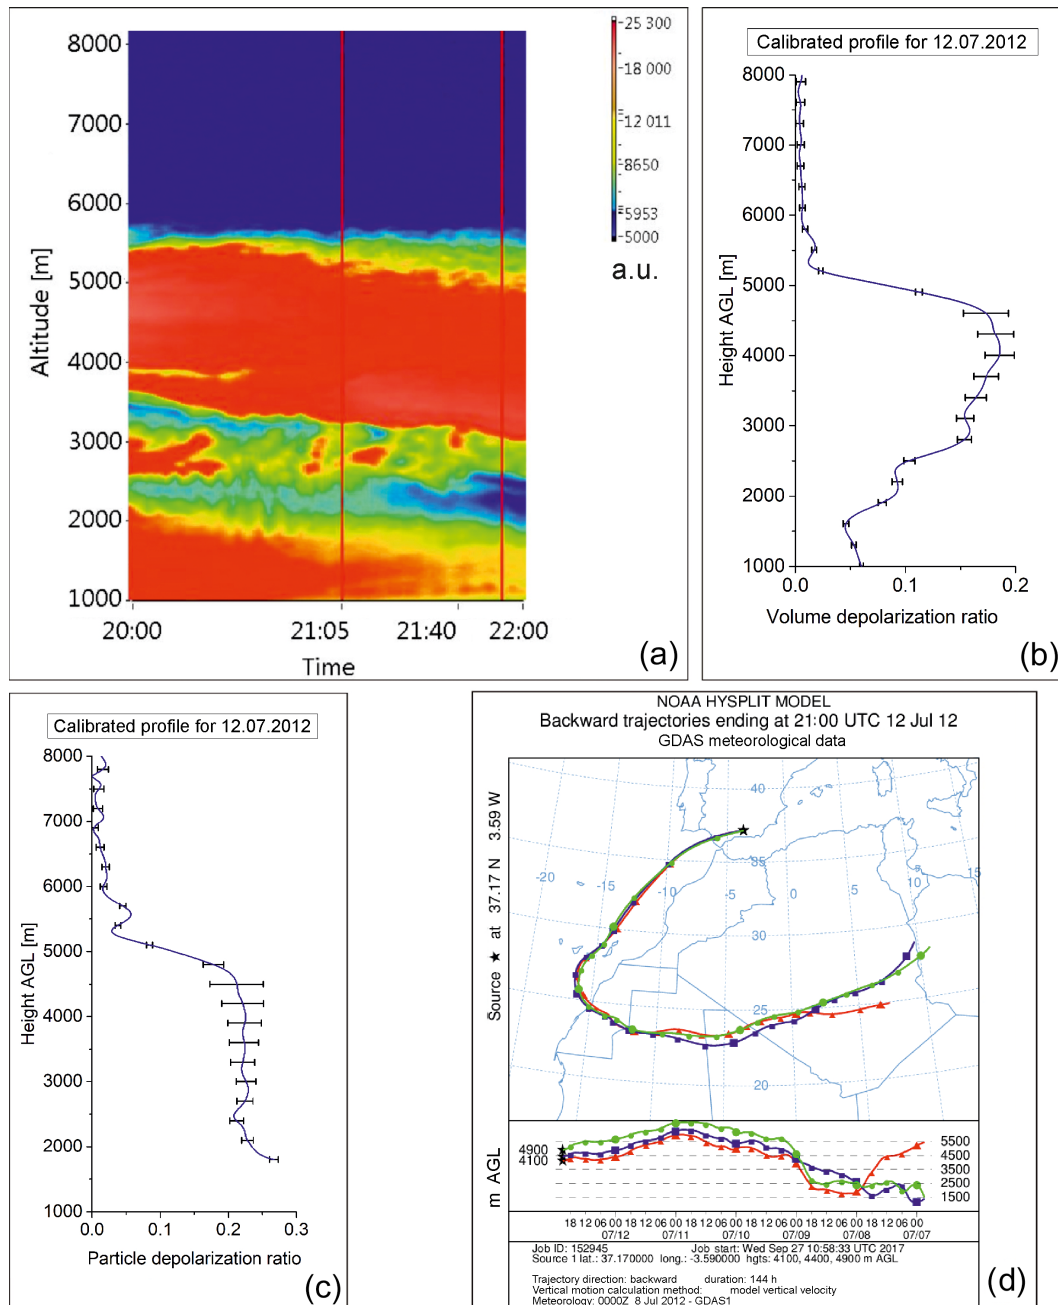 8000
7000
6000
5000
4000
3000
2000
1000
Altitude [m]
20:00
21:05
21:40
22:00
Time
25 300
18 000
12 011
8650
5953
5000
a.u.
(a)
Calibrated profile for 12.07.2012
8000
7000
6000
5000
4000
3000
2000
1000
Height AGL [m]
0.0
0.1
0.2
Volume depolarization ratio
(b)
Calibrated profile for 12.07.2012
8000
7000
6000
5000
4000
3000
2000
1000
Height AGL [m]
0.0
0.1
0.2
0.3
Particle depolarization ratio
(c)
NOAA HYSPLIT MODEL
Backward trajectories ending at 21:00 UTC 12 Jul 12
GDAS meteorological data
Source ★ at 37.17 N 3.59 W
40
35
30
25
20
-20
-15
-10
-5
0
5
10
15
m AGL
4900
4100
5500
4500
3500
2500
1500
18 12 06 00 18 12 06 00 18 12 06 00 18 12 06 00 18 12 06 00 18 12 06 00
07/12 07/11 07/10 07/09 07/08 07/07
Job ID: 152945 Job start: Wed Sep 27 10:58:33 UTC 2017
Source 1 lat.: 37.170000 long.: -3.590000 hgts: 4100, 4400, 4900 m AGL
Trajectory direction: backward duration: 144 h
Vertical motion calculation method: model vertical velocity
Meteorology: 0000Z 8 Jul 2012 - GDAS1
(d)